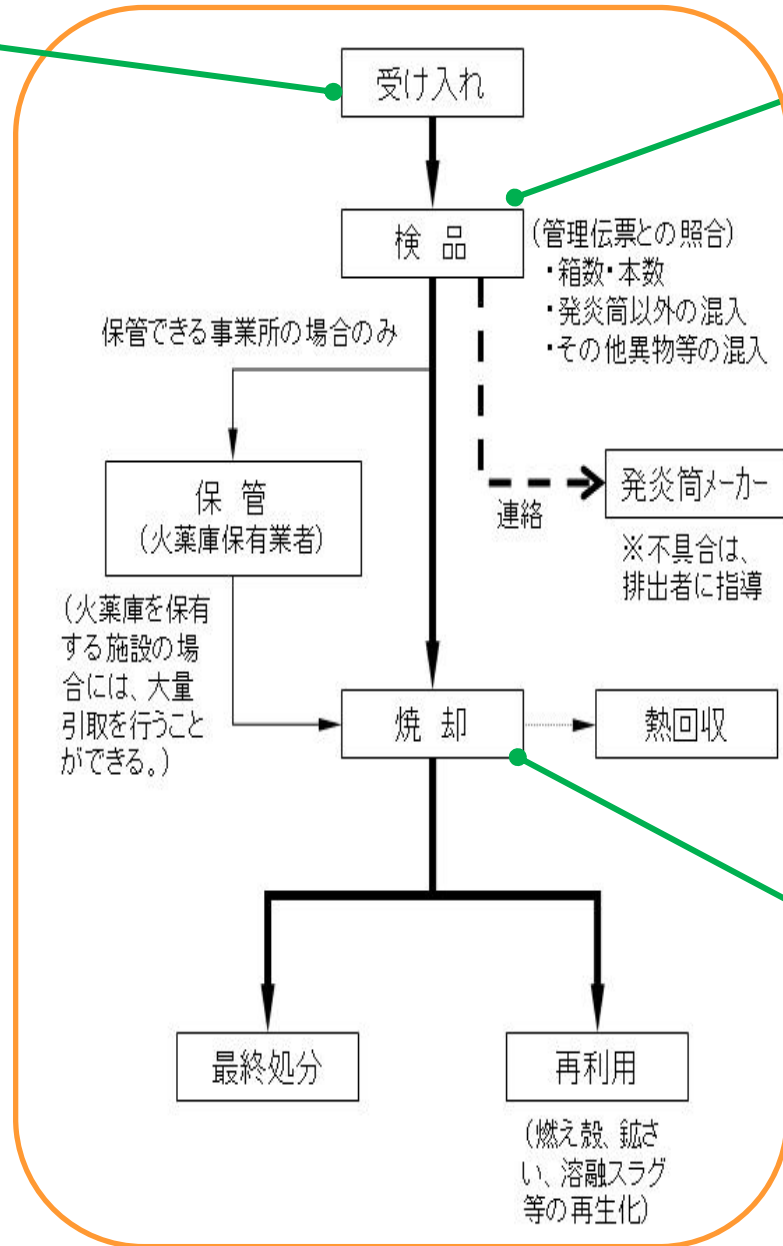 受け入れ
検 品
(管理伝票との照合)
・箱数・本数
・発炎筒以外の混入
・その他異物等の混入
保管できる事業所の場合のみ
保 管
(火薬庫保有業者)
連絡
発炎筒メーカー
※不具合は、
排出者に指導
(火薬庫を保有
する施設の場
合には、大量
引取を行うこと
ができる。)
焼 却
熱回収
最終処分
再利用
(燃え殻、鉱さ
い、溶融スラグ
等の再生化)